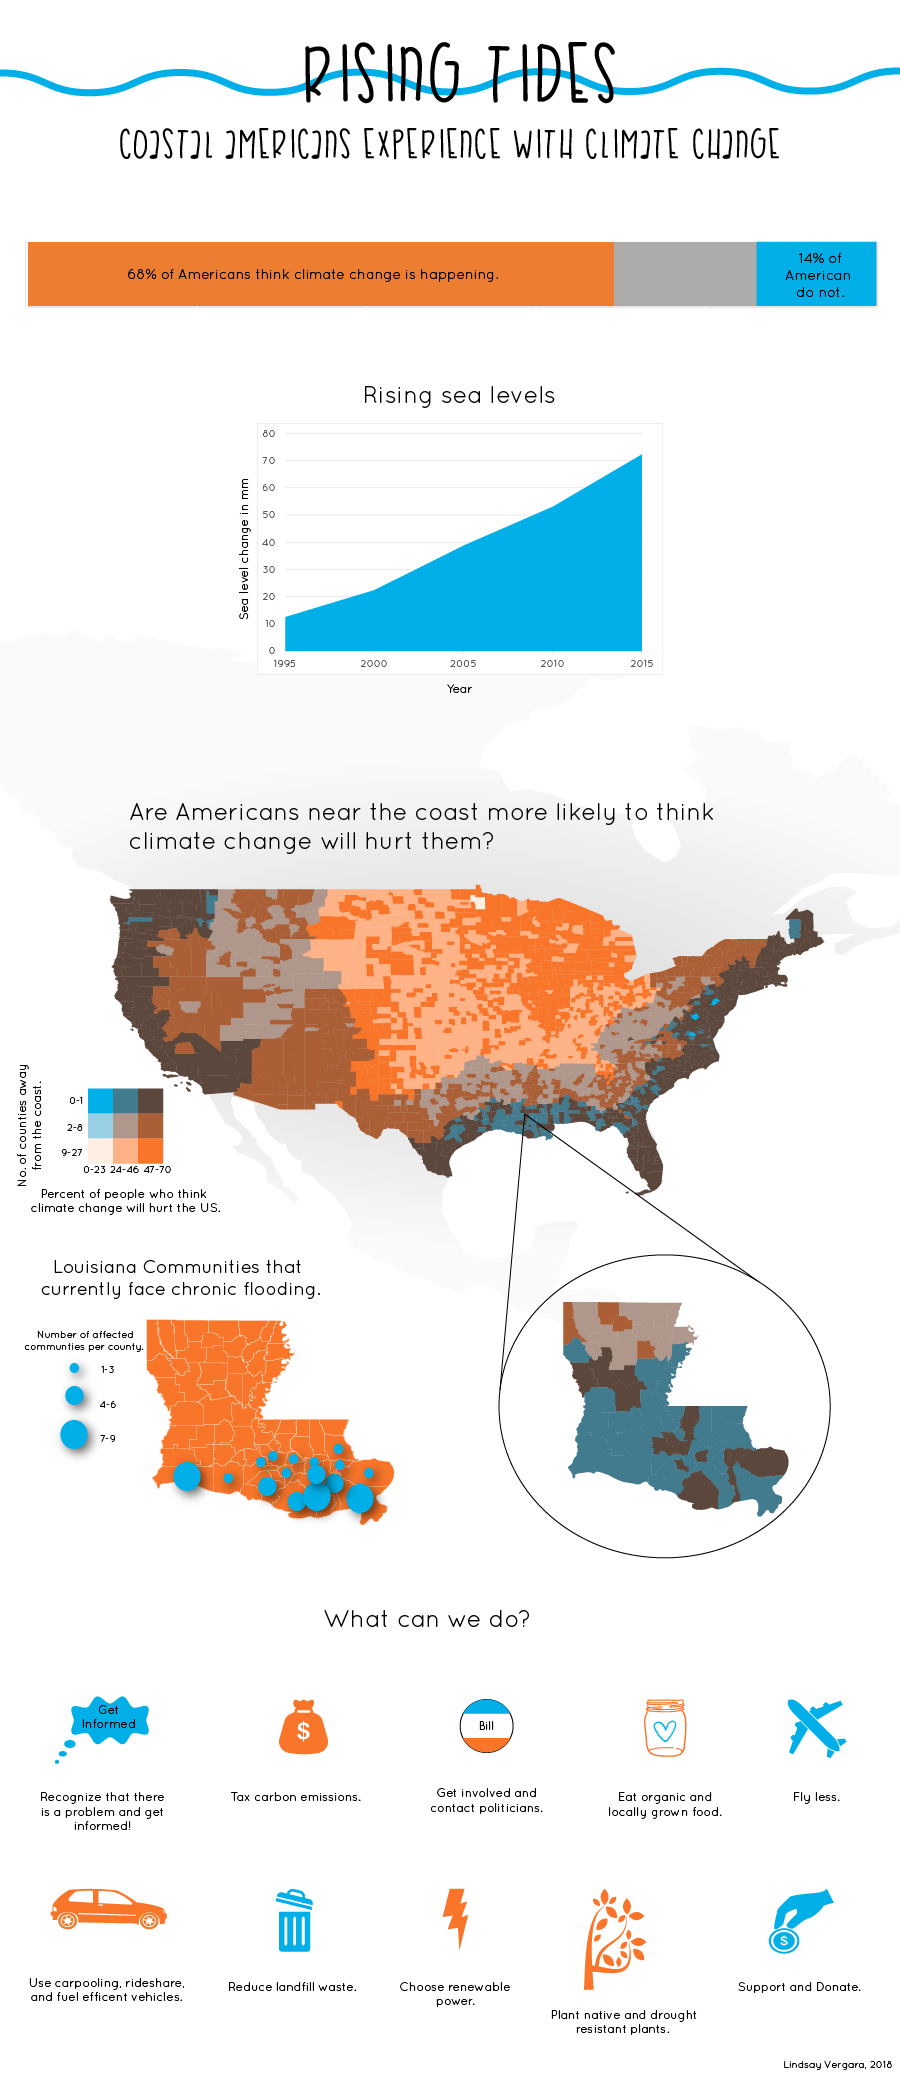 RISING TIDES
COASTAL AMERICANS EXPERIENCE WITH CLIMATE CHANGE
68% of Americans think climate change is happening.
14% of
American
do not.
Rising sea levels
Sea level change in mm
80
70
60
50
40
30
20
10
0
1995 2000 2005 2010 2015
Year
Are Americans near the coast more likely to think
climate change will hurt them?
No. of counties away
from the coast.
0-1
2-8
9-27
0-23 24-46 47-70
Percent of people who think
climate change will hurt the US.
Louisiana Communities that
currently face chronic flooding.
Number of affected
communties per county.
1-3
4-6
7-9
What can we do?
Get
Informed
$
Bill
Recognize that there
is a problem and get
informed!
Tax carbon emissions.
Get involved and
contact politicians.
Eat organic and
locally grown food.
Fly less.
$
Use carpooling, rideshare,
and fuel efficent vehicles.
Reduce landfill waste.
Choose renewable
power.
Plant native and drought
resistant plants.
Support and Donate.
Lindsay Vergara, 2018